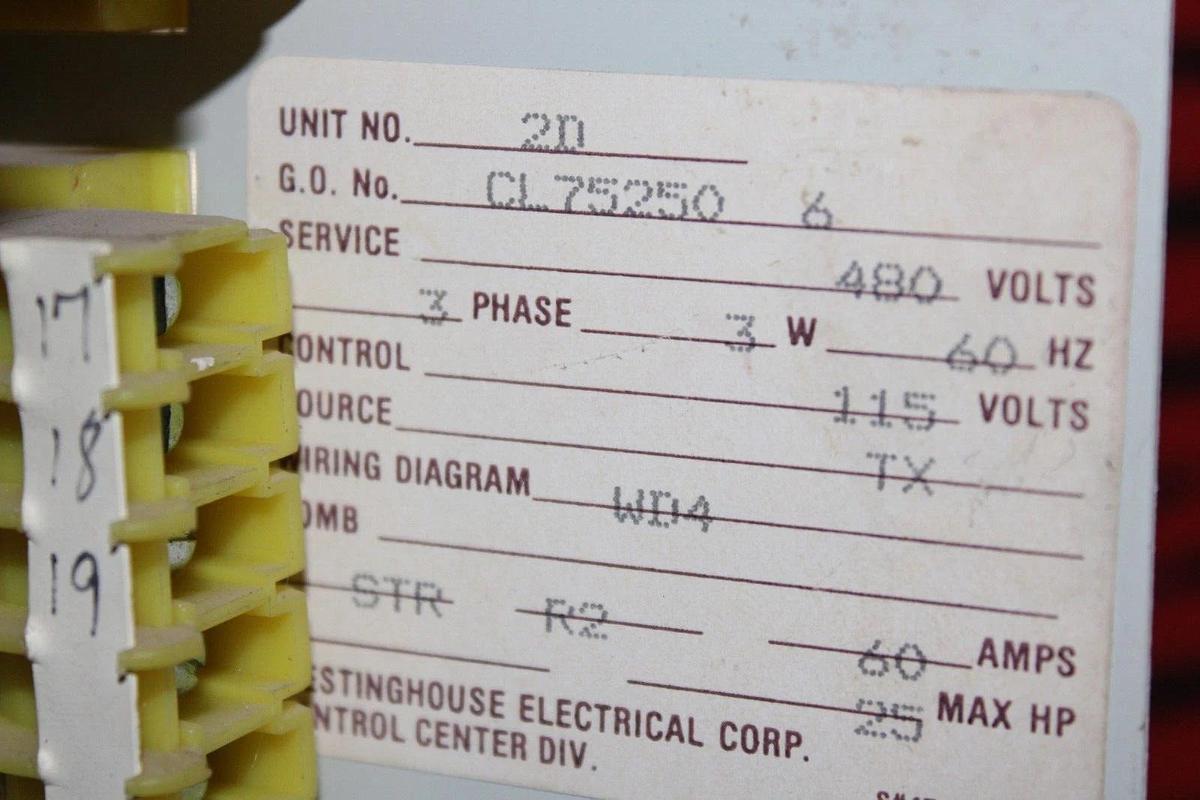 UNIT NO. 2D
G.O. No. CL75250 6
SERVICE 480 VOLTS
3 PHASE 3 W 60 HZ
CONTROL 115 VOLTS
OURCE TX
WIRING DIAGRAM WD4
OMB
STR R2 60 AMPS
25 MAX HP
ESTINGHOUSE ELECTRICAL CORP.
NTROL CENTER DIV.
17
18
19